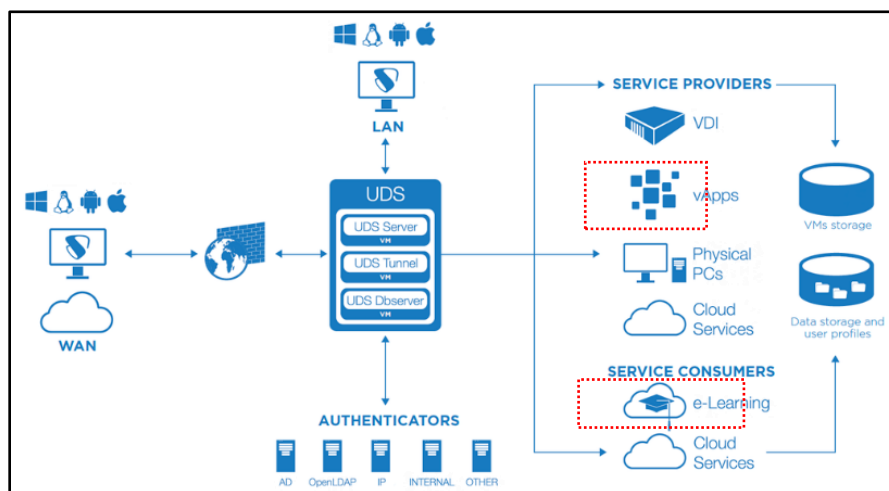 LAN
WAN
UDS
UDS Server
VM
UDS Tunnel
VM
UDS Dbserver
VM
AUTHENTICATORS
AD
OpenLDAP
IP
INTERNAL
OTHER
SERVICE PROVIDERS
VDI
vApps
Physical
PCs
Cloud
Services
SERVICE CONSUMERS
e-Learning
Cloud
Services
VMs storage
Data storage and
user profiles